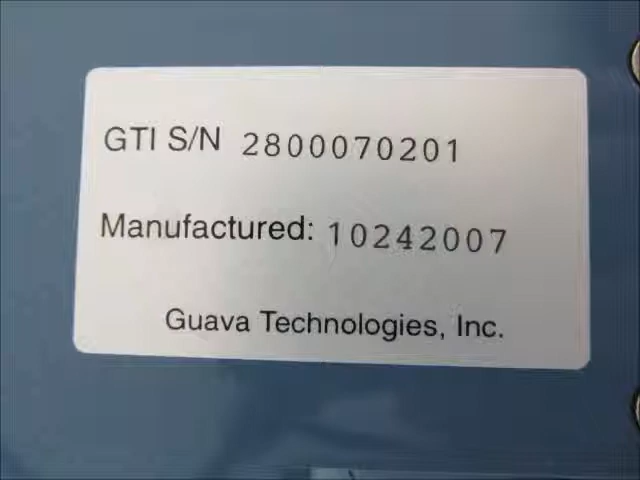 GTI S/N 2800070201
Manufactured: 10242007
Guava Technologies, Inc.